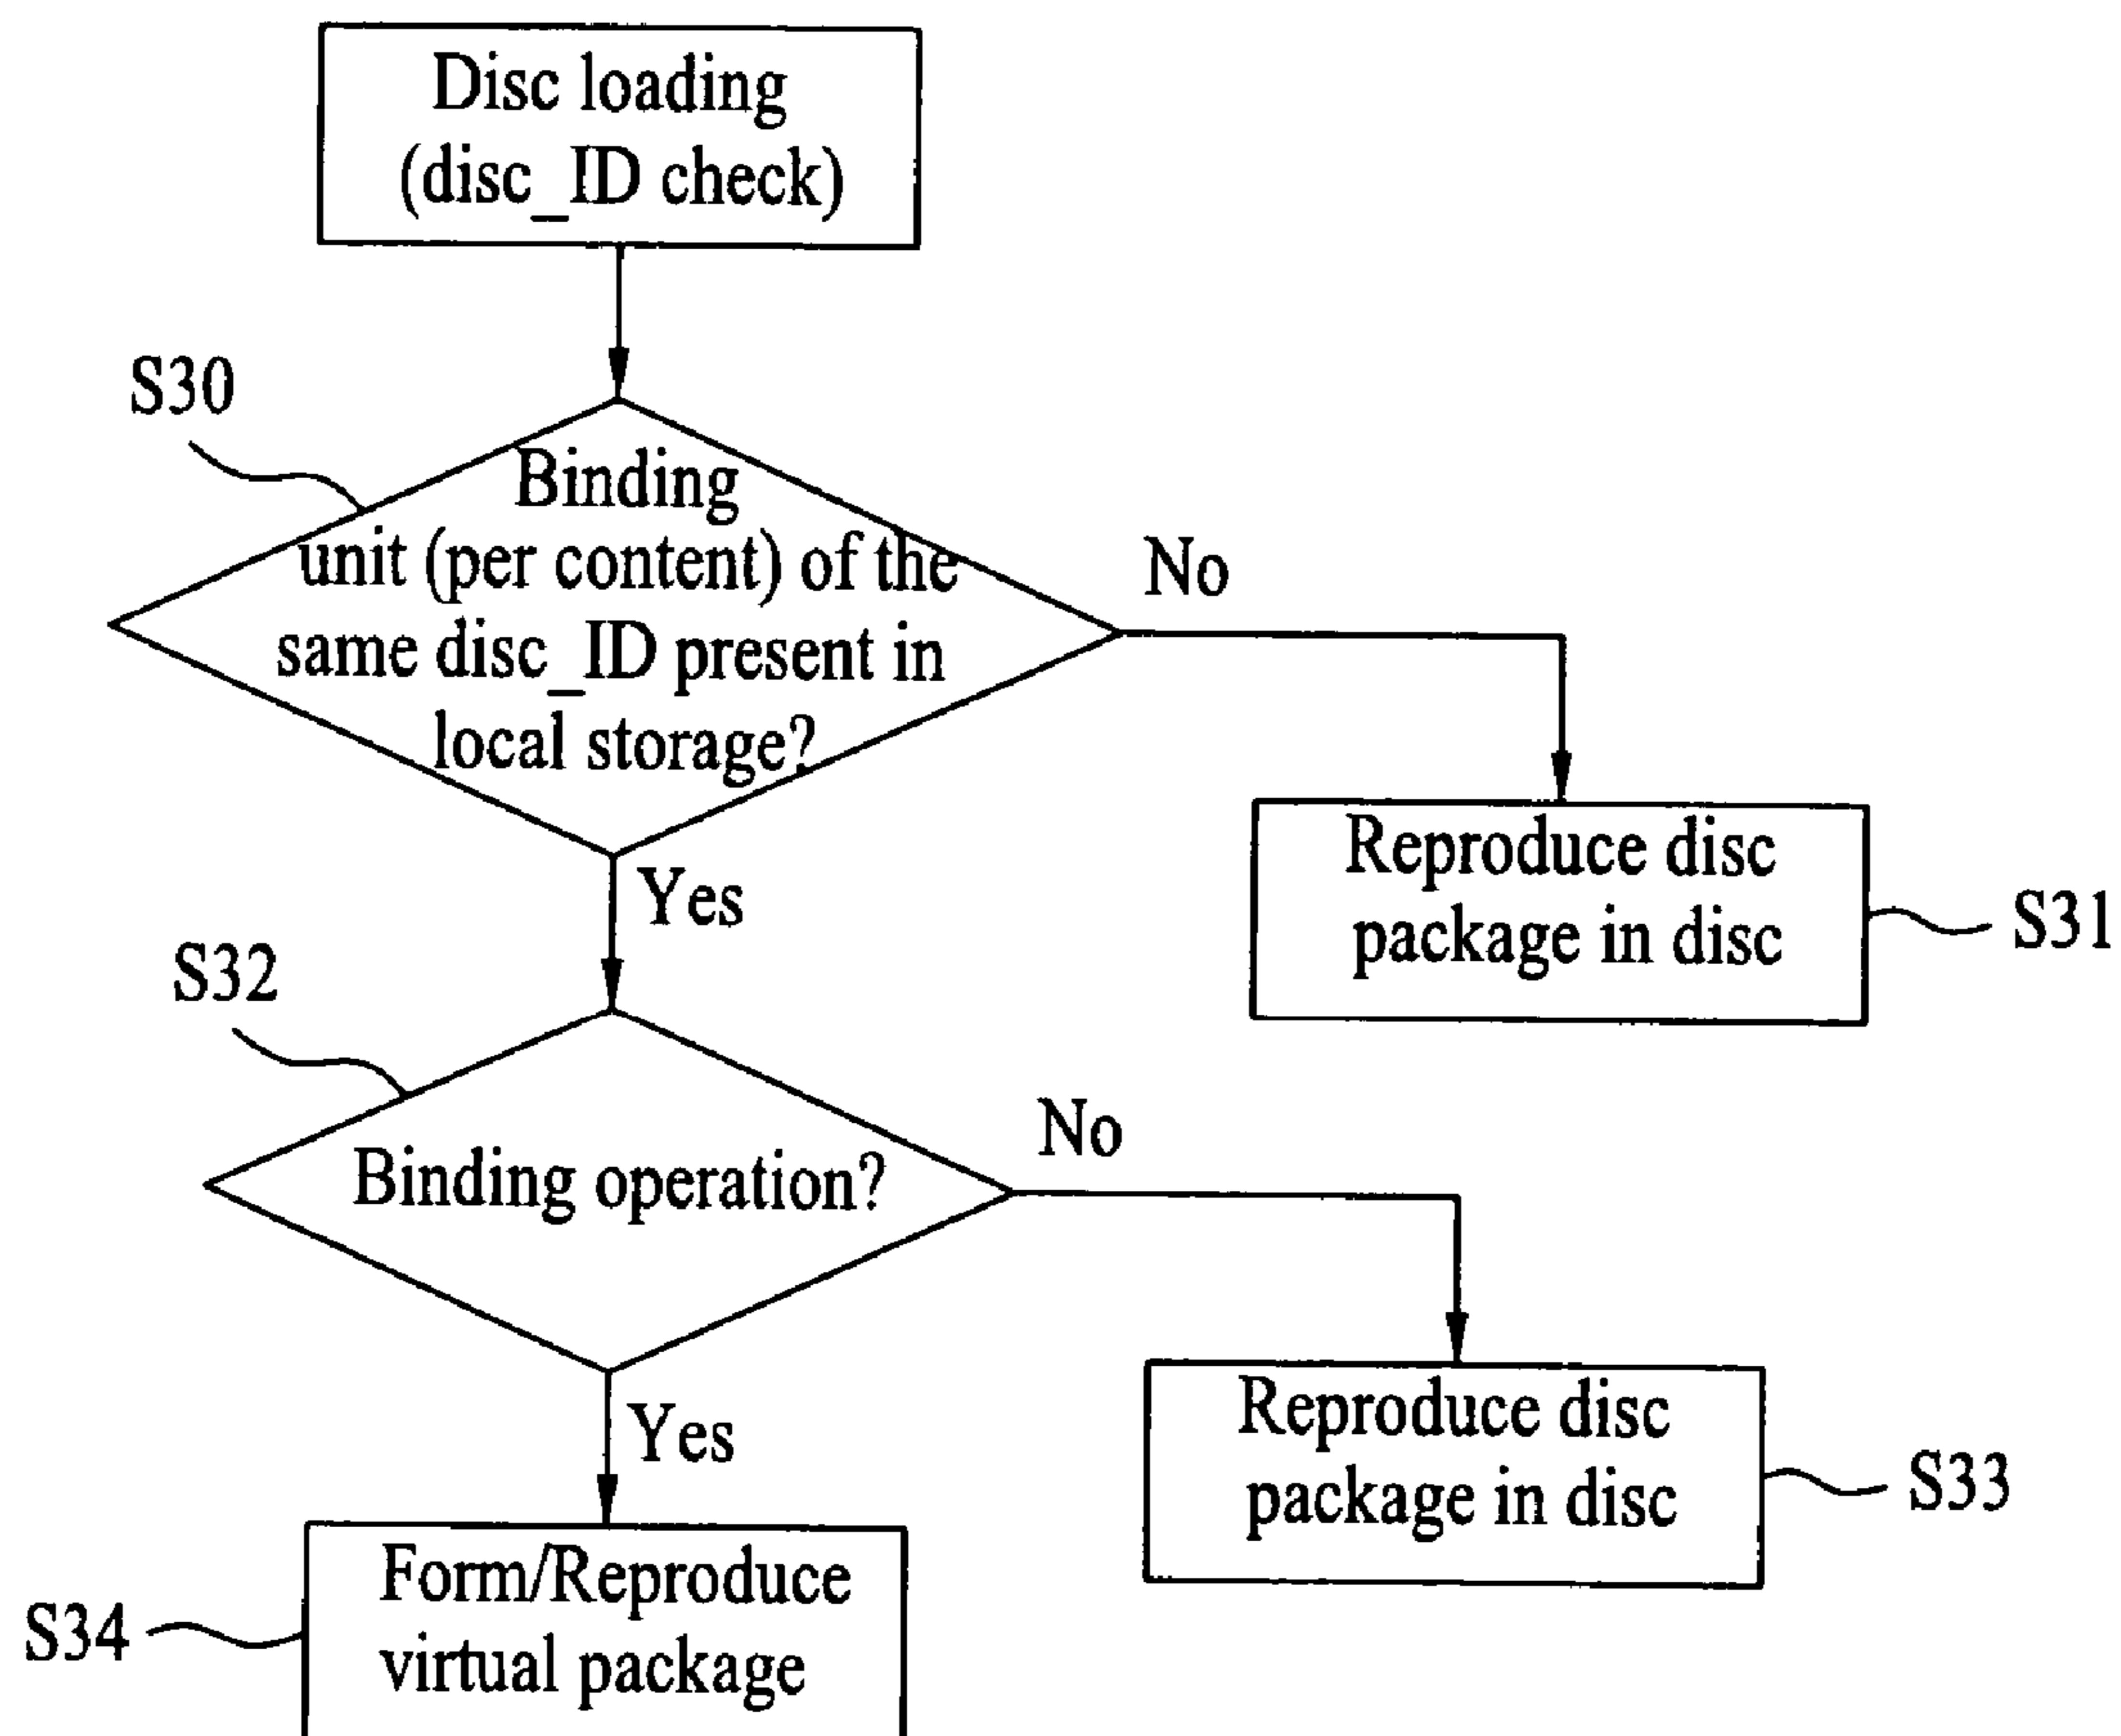 Disc loading
(disc_ID check)
S30
Binding
unit (per content) of the
same disc_ID present in
local storage?
No
Yes
Reproduce disc
package in disc
S31
S32
Binding operation?
No
Yes
Reproduce disc
package in disc
S33
Form/Reproduce
virtual package
S34